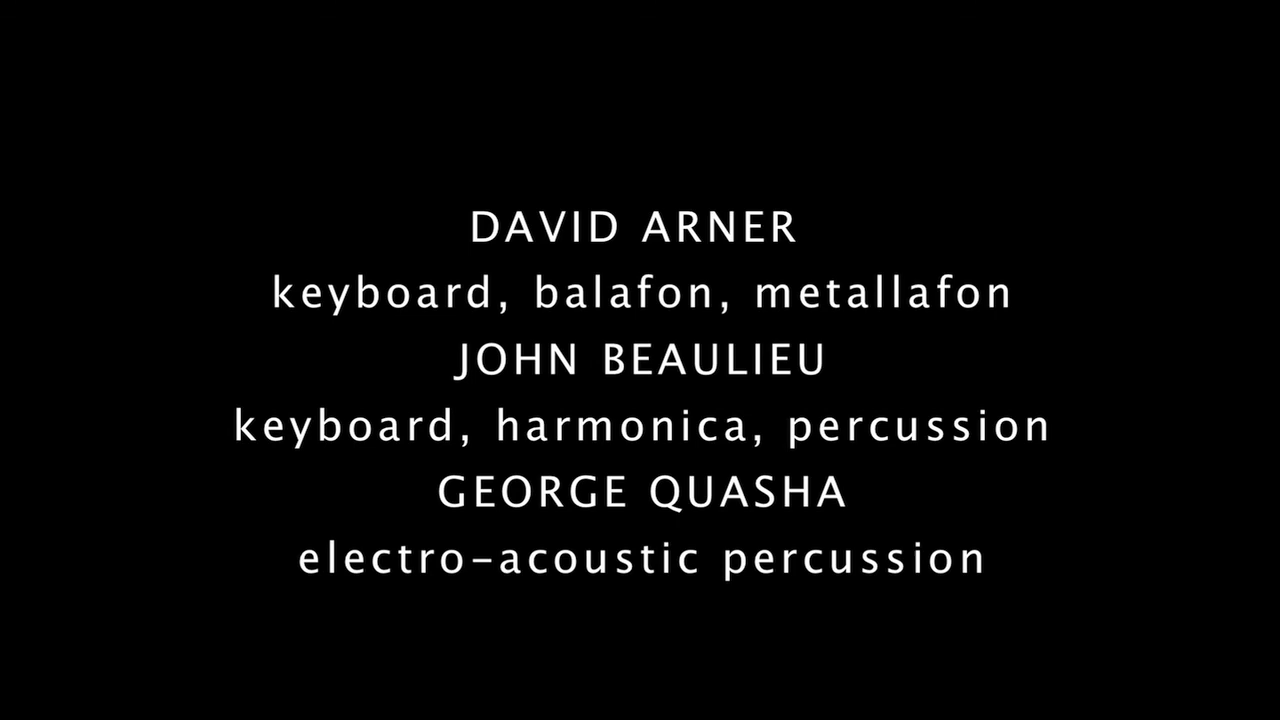 DAVID ARNER
keyboard, balafon, metallafon
JOHN BEAULIEU
keyboard, harmonica, percussion
GEORGE QUASHA
electro-acoustic percussion